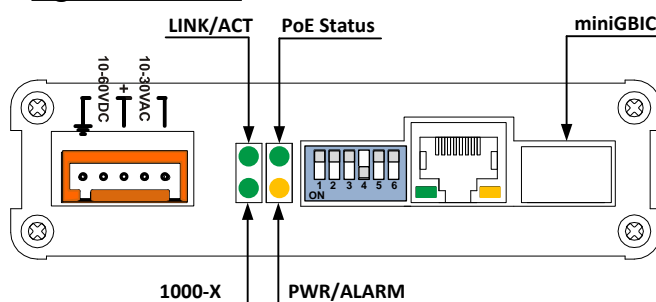 LINK/ACT PoE Status miniGBIC
10-60VDC
+
10-30VAC
1 2 3 4 5 6
ON
1000-X PWR/ALARM